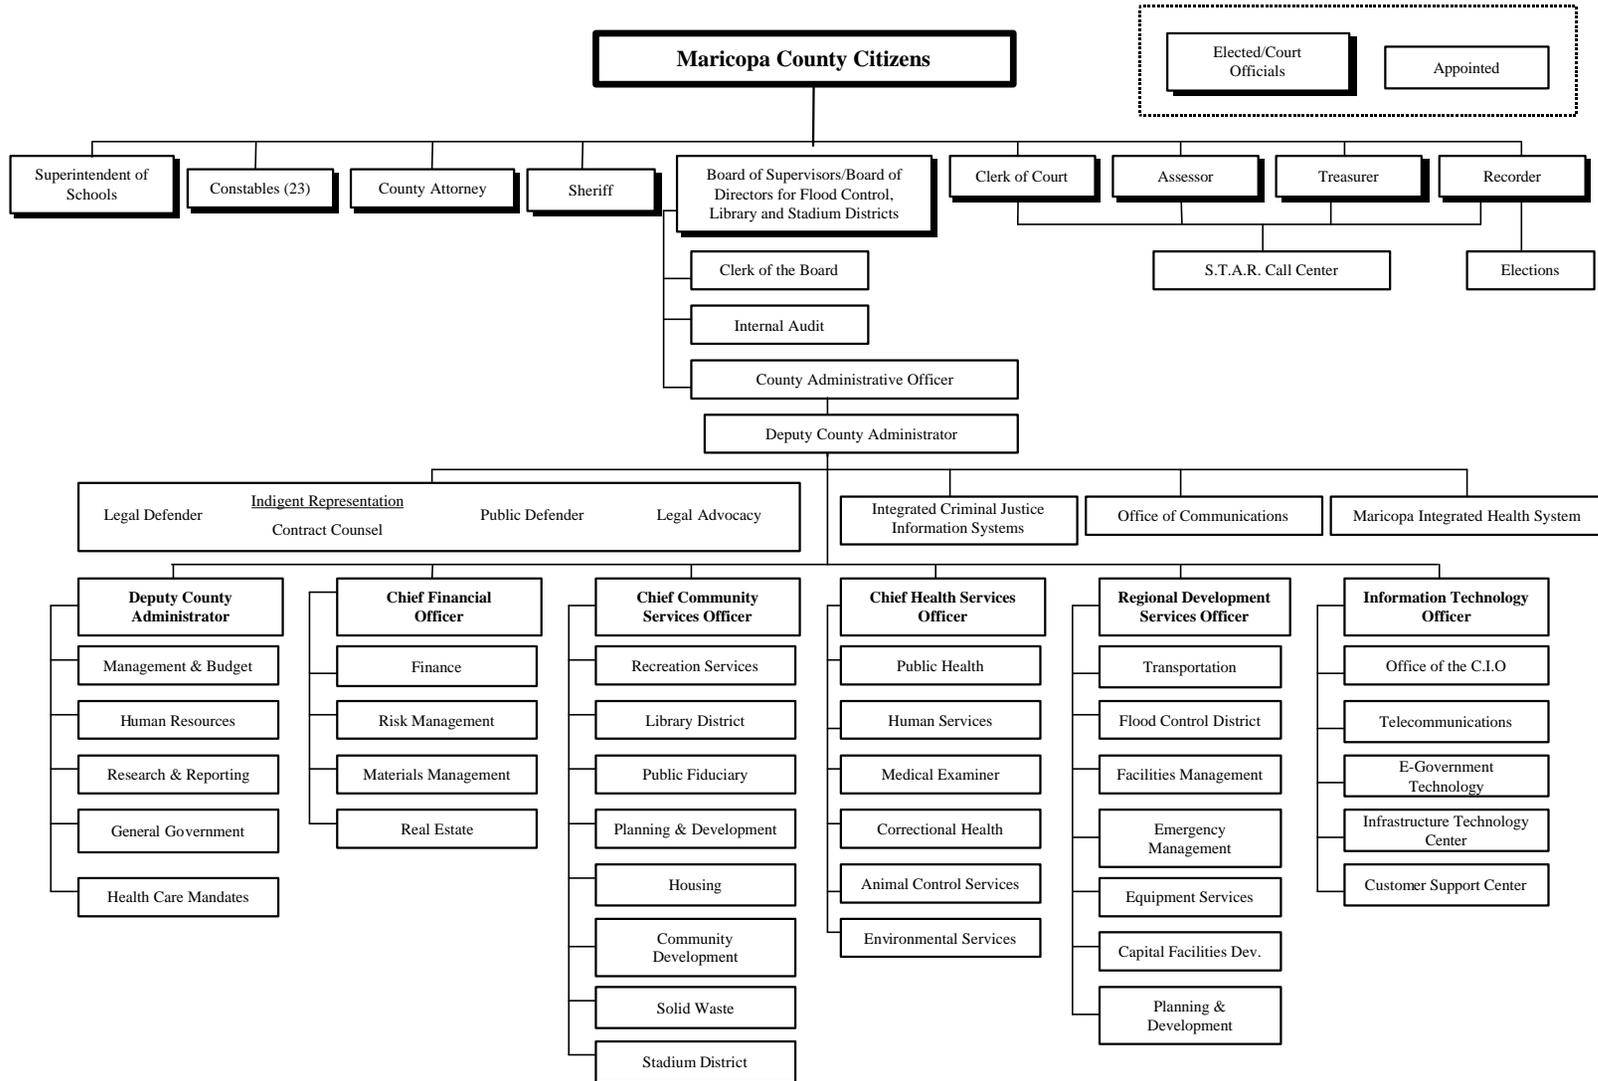 Maricopa County Citizens
Elected/Court
Officials
Appointed
Superintendent of
Schools
Constables (23)
County Attorney
Sheriff
Board of Supervisors/Board of
Directors for Flood Control,
Library and Stadium Districts
Clerk of Court
Assessor
Treasurer
Recorder
Clerk of the Board
S.T.A.R. Call Center
Elections
Internal Audit
County Administrative Officer
Deputy County Administrator
Legal Defender
Indigent Representation
Contract Counsel
Public Defender
Legal Advocacy
Integrated Criminal Justice
Information Systems
Office of Communications
Maricopa Integrated Health System
Deputy County
Administrator
Management & Budget
Human Resources
Research & Reporting
General Government
Health Care Mandates
Chief Financial
Officer
Finance
Risk Management
Materials Management
Real Estate
Chief Community
Services Officer
Recreation Services
Library District
Public Fiduciary
Planning & Development
Housing
Community
Development
Solid Waste
Stadium District
Chief Health Services
Officer
Public Health
Human Services
Medical Examiner
Correctional Health
Animal Control Services
Environmental Services
Regional Development
Services Officer
Transportation
Flood Control District
Facilities Management
Emergency
Management
Equipment Services
Capital Facilities Dev.
Planning &
Development
Information Technology
Officer
Office of the C.I.O
Telecommunications
E-Government
Technology
Infrastructure Technology
Center
Customer Support Center